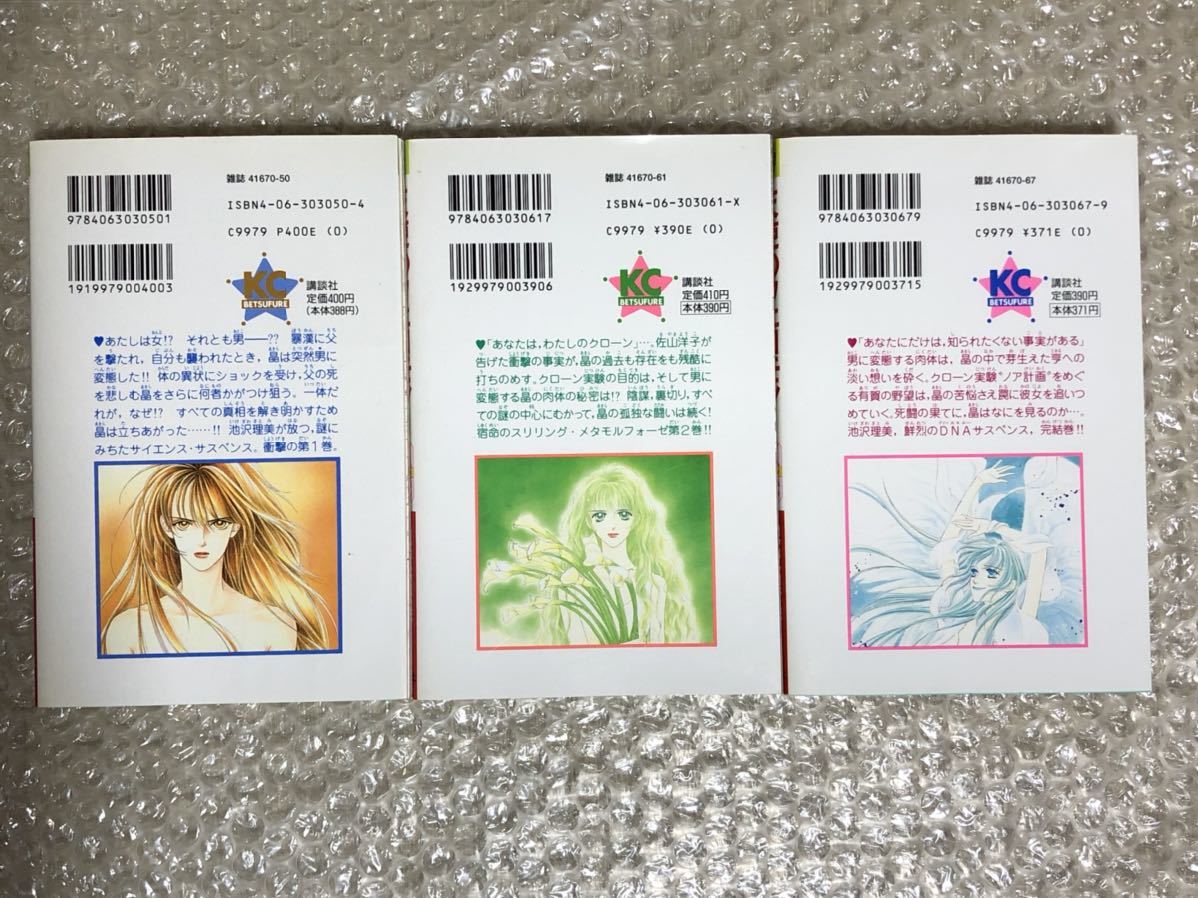 9784063030501
雑誌 41670-50
ISBN4-06-303050-4
C9979 P400E (0)
1919979004003
KC
BETSUFURE
講談社
定価400円
(本体388円)
♥あたしは女!? それとも男――?? 暴漢に父
を撃たれ，自分も襲われたとき，晶は突然男に
変態した!! 体の異状にショックを受け，父の死
を悲しむ晶をさらに何者かがつけ狙う。一体だ
れが，なぜ!? すべての真相を解き明かすため
晶は立ちあがった……!! 池沢理美が放つ，謎に
みちたサイエンス・サスペンス。衝撃の第1巻。
9784063030617
雑誌 41670-61
ISBN4-06-303061-X
C9979 ¥390E (0)
1929979003906
KC
BETSUFURE
講談社
定価410円
本体390円
♥「あなたは，わたしのクローン」…。佐山洋子が
告げた衝撃の事実が，晶の過去も存在をも残酷に
打ちのめす。クローン実験の目的は，そして男に
変態する晶の肉体の秘密は!? 陰謀，裏切り，すべ
ての謎の中心にむかって，晶の孤独な闘いは続く!
宿命のスリリング・メタモルフォーゼ第2巻!!
9784063030679
雑誌 41670-67
ISBN4-06-303067-9
C9979 ¥371E (0)
1929979003715
KC
BETSUFURE
講談社
定価390円
本体371円
♥「あなたにだけは，知られたくない事実がある」
男に変態する肉体は，晶の中で芽生えた亨への
淡い想いを砕く。クローン実験“ノア計画”をめぐ
る有賀の野望は，晶の苦悩さえ罠に彼女を追いつ
めていく。死闘の果てに，晶はなにを見るのか…。
池沢理美，鮮烈のDNAサスペンス，完結巻!!